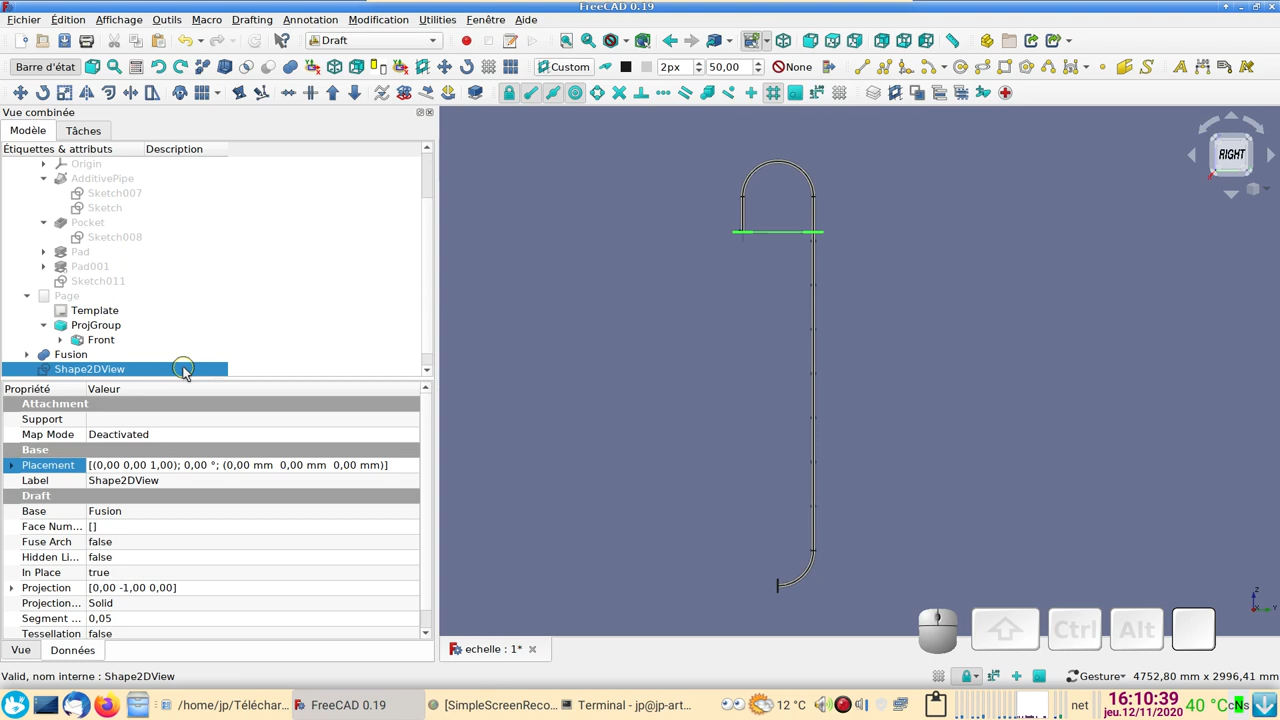 FreeCAD 0.19
Fichier Édition Affichage Outils Macro Drafting Annotation Modification Utilities Fenêtre Aide
Draft
Barre d'état Custom 2px 50,00 None
Vue combinée
Modèle Tâches
Étiquettes & attributs Description
Origin
AdditivePipe
Sketch007
Sketch
Pocket
Sketch008
Pad
Pad001
Sketch011
Page
Template
ProjGroup
Front
Fusion
Shape2DView
Propriété Valeur
Attachment
Support
Map Mode Deactivated
Base
Placement [(0,00 0,00 1,00); 0,00 °; (0,00 mm 0,00 mm 0,00 mm)]
Label Shape2DView
Draft
Base Fusion
Face Num... []
Fuse Arch false
Hidden Li... false
In Place true
Projection [0,00 -1,00 0,00]
Projection... Solid
Segment ... 0,05
Tessellation false
Vue Données
RIGHT
Ctrl Alt
echelle : 1*
Valid, nom interne : Shape2DView
Gesture 4752,80 mm x 2996,41 mm
/home/jp/Téléchar... FreeCAD 0.19 [SimpleScreenReco... Terminal - jp@jp-art... 12 °C net 16:10:39 jeu.12/11/2020 40 °C cNs